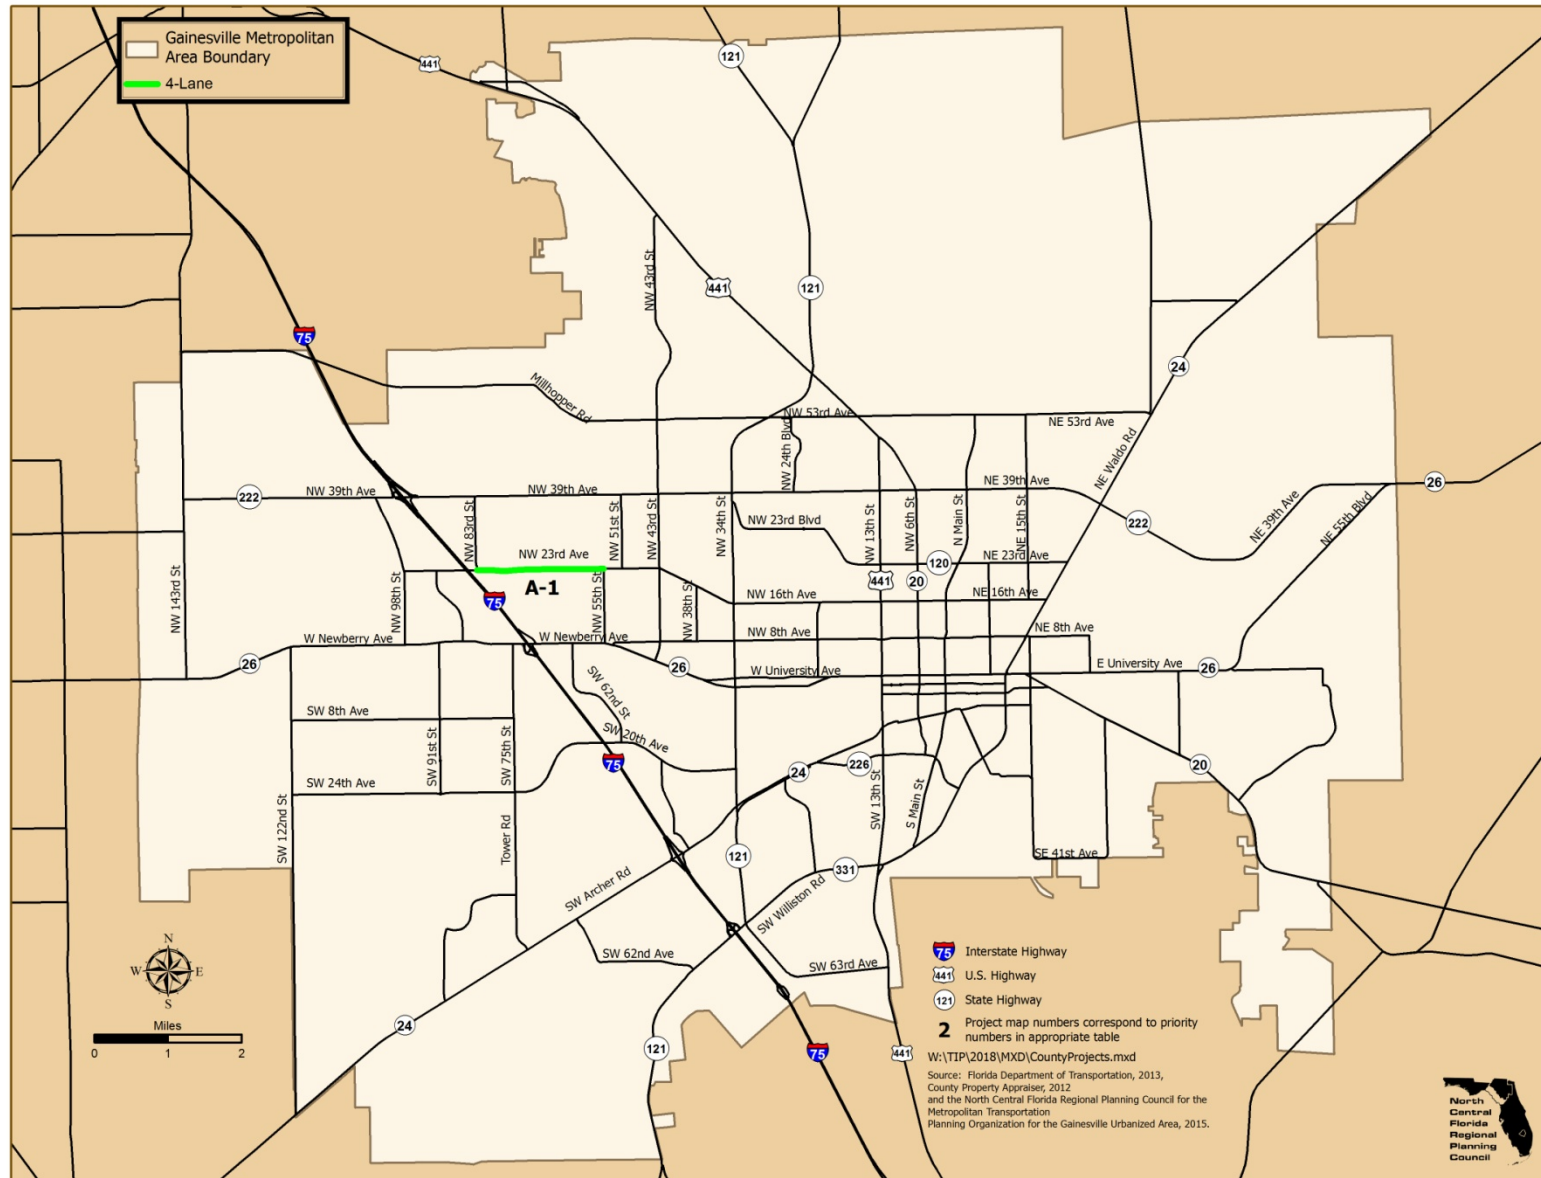 Gainesville Metropolitan
Area Boundary
4-Lane
441
121
NW 43rd St
441
121
75
24
Millhopper Rd
NW 53rd Ave
NE 53rd Ave
NW 24th Blvd
NE Waldo Rd
222
NW 39th Ave
NW 39th Ave
NE 39th Ave
26
NW 83rd St
NW 51st St
NW 43rd St
NW 34th St
NW 23rd Blvd
NW 13th St
NW 6th St
N Main St
NE 15th St
222
NE 39th Ave
NE 55th Blvd
NW 23rd Ave
120
NE 23rd Ave
A-1
75
441
20
NW 143rd St
NW 98th St
NW 55th St
NW 38th St
NW 16th Ave
NE 16th Ave
W Newberry Ave
W Newberry Ave
NW 8th Ave
NE 8th Ave
26
26
W University Ave
E University Ave
26
SW 62nd St
SW 8th Ave
SW 20th Ave
SW 91st St
SW 75th St
75
24
226
20
SW 24th Ave
SW 122nd St
Tower Rd
SW 13th St
S Main St
121
331
SE 41st Ave
SW Archer Rd
SW Williston Rd
SW 62nd Ave
SW 63rd Ave
24
121
75
441
N
W
E
S
Miles
0
1
2
75
Interstate Highway
441
U.S. Highway
121
State Highway
2
Project map numbers correspond to priority
numbers in appropriate table
W:\TIP\2018\MXD\CountyProjects.mxd
Source: Florida Department of Transportation, 2013,
County Property Appraiser, 2012
and the North Central Florida Regional Planning Council for the
Metropolitan Transportation
Planning Organization for the Gainesville Urbanized Area, 2015.
North
Central
Florida
Regional
Planning
Council